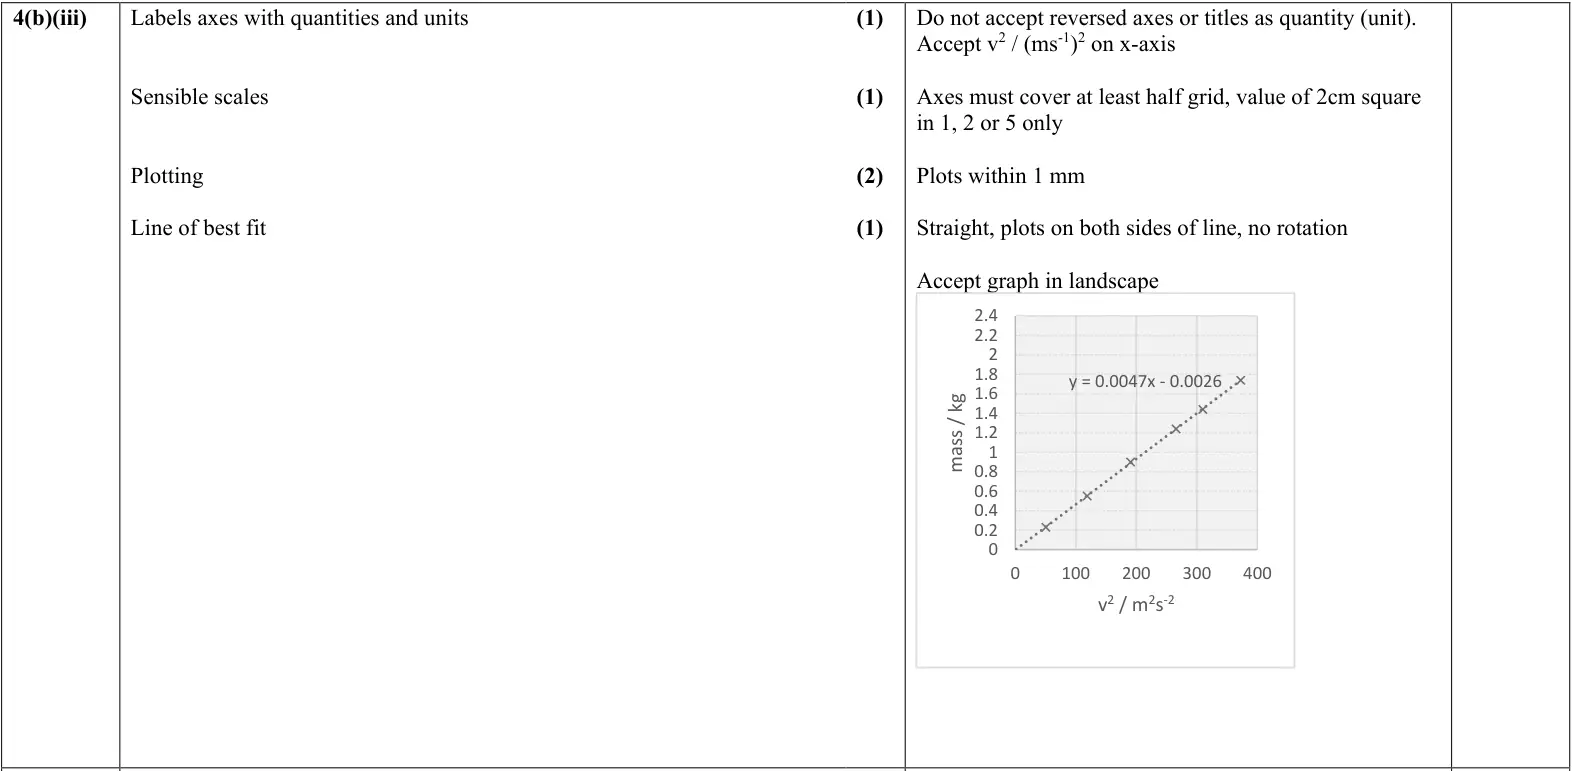 4(b)(iii) Labels axes with quantities and units (1) Do not accept reversed axes or titles as quantity (unit).
Accept v² / (ms⁻¹)² on x-axis
Sensible scales (1) Axes must cover at least half grid, value of 2cm square
in 1, 2 or 5 only
Plotting (2) Plots within 1 mm
Line of best fit (1) Straight, plots on both sides of line, no rotation
Accept graph in landscape
2.4
2.2
2
1.8
1.6
1.4
1.2
1
0.8
0.6
0.4
0.2
0
mass / kg
y = 0.0047x - 0.0026
0 100 200 300 400
v² / m²s⁻²